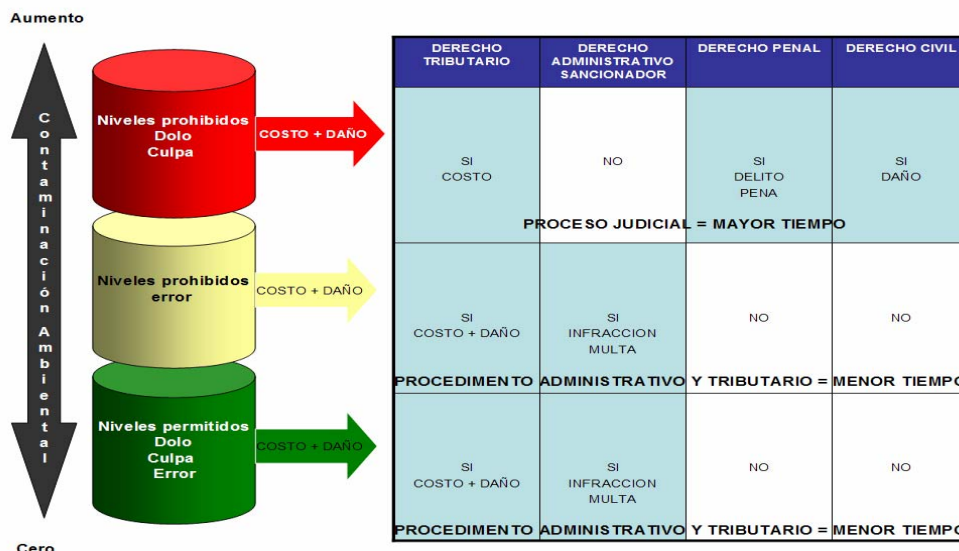 Aumento
Contaminación Ambiental
Cero
Niveles prohibidos
Dolo
Culpa
COSTO + DAÑO
Niveles prohibidos
error
COSTO + DAÑO
Niveles permitidos
Dolo
Culpa
Error
COSTO + DAÑO
DERECHO
TRIBUTARIO
DERECHO
ADMINISTRATIVO
SANCIONADOR
DERECHO PENAL
DERECHO CIVIL
SI
COSTO
NO
SI
DELITO
PENA
SI
DAÑO
PROCESO JUDICIAL = MAYOR TIEMPO
SI
COSTO + DAÑO
SI
INFRACCION
MULTA
NO
NO
PROCEDIMENTO ADMINISTRATIVO Y TRIBUTARIO = MENOR TIEMPO
SI
COSTO + DAÑO
SI
INFRACCION
MULTA
NO
NO
PROCEDIMENTO ADMINISTRATIVO Y TRIBUTARIO = MENOR TIEMPO